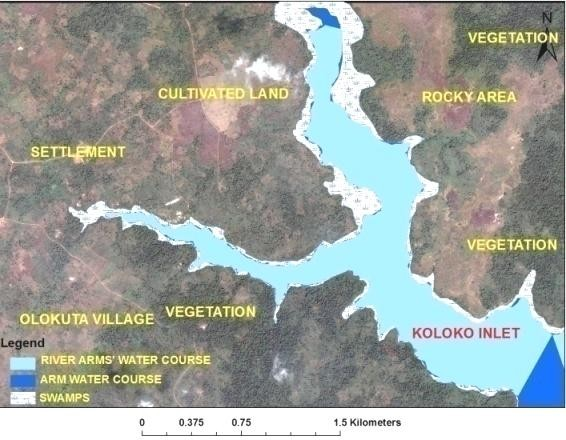 N
VEGETATION
CULTIVATED LAND
ROCKY AREA
SETTLEMENT
VEGETATION
VEGETATION
OLOKUTA VILLAGE
KOLOKO INLET
Legend
RIVER ARMS' WATER COURSE
ARM WATER COURSE
SWAMPS
0 0.375 0.75 1.5 Kilometers